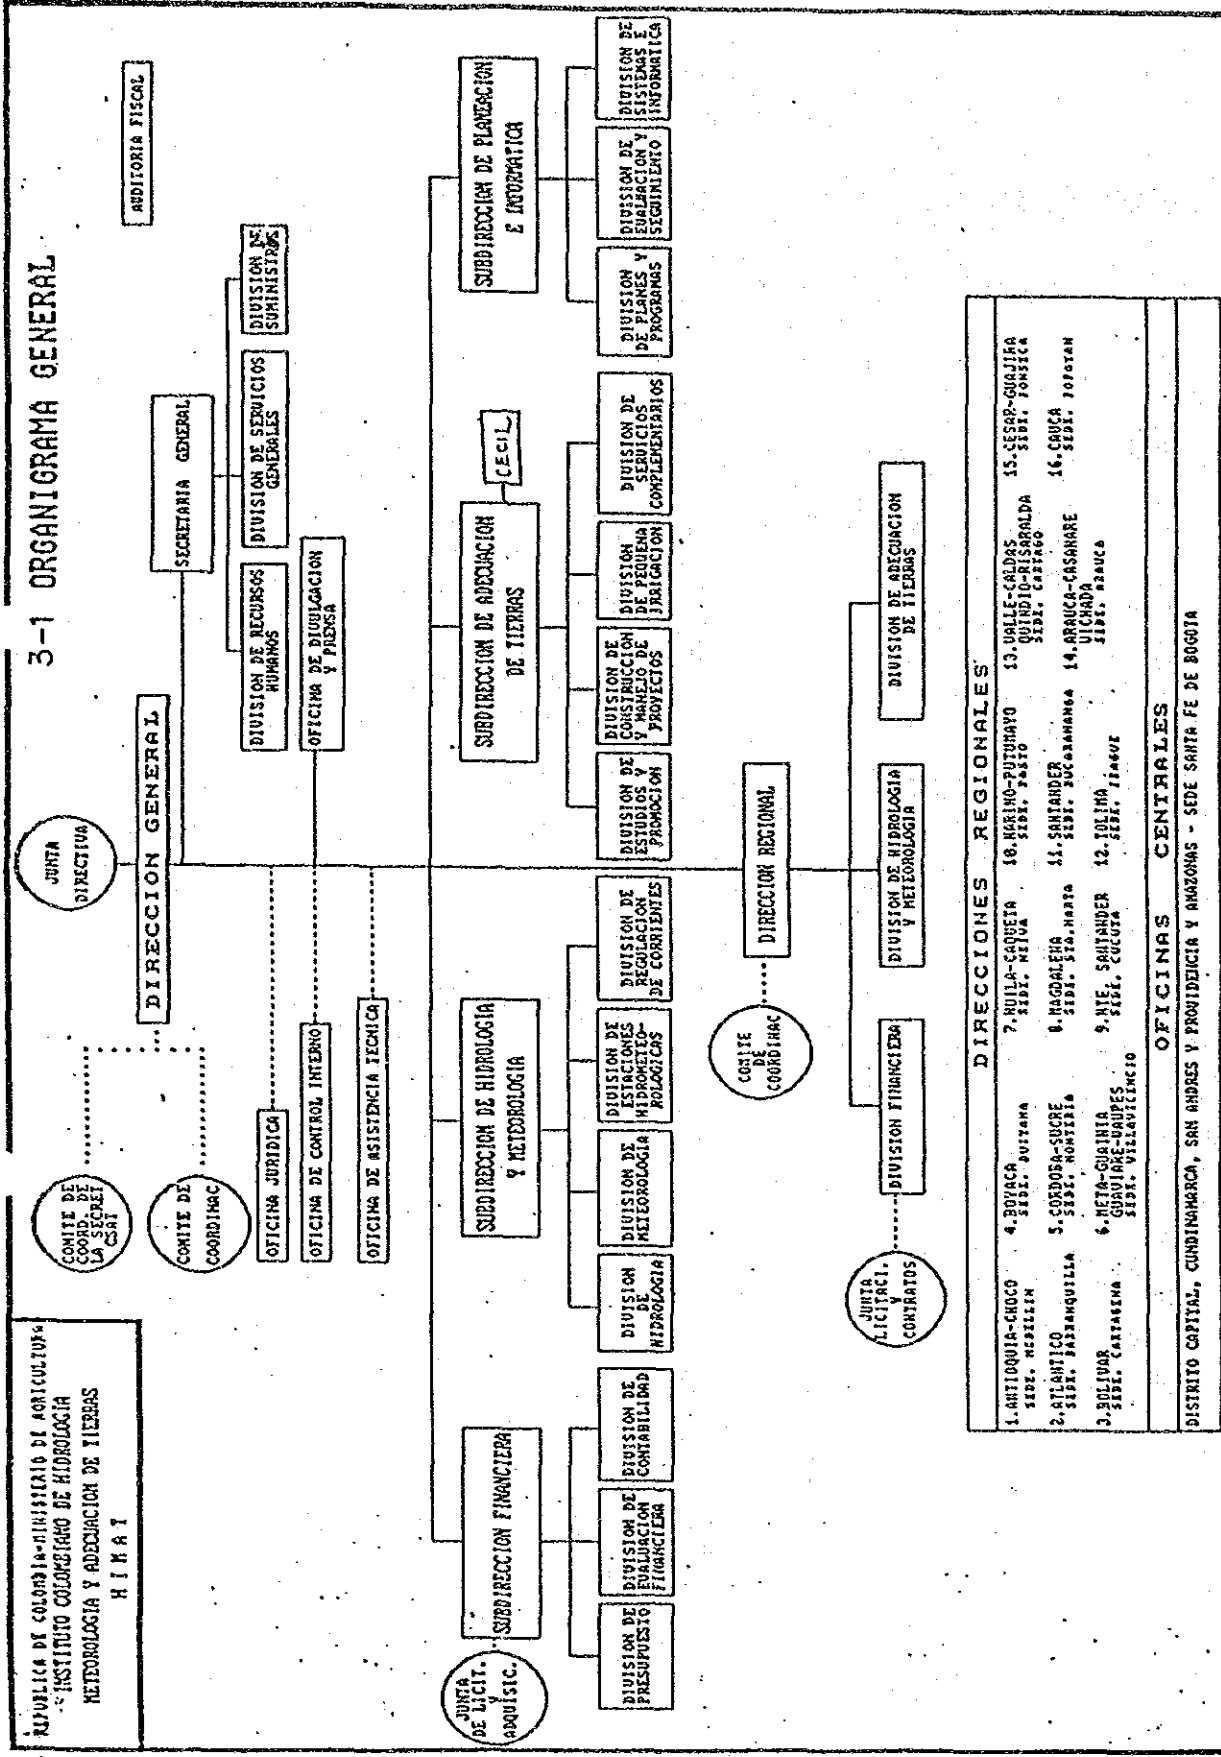 REPUBLICA DE COLOMBIA-MINISTERIO DE AGRICULTURA
INSTITUTO COLOMBIANO DE HIDROLOGIA
METEOROLOGIA Y ADECUACION DE TIERRAS
H I M A T
3-1 ORGANIGRAMA GENERAL
AUDITORIA FISCAL
JUNTA
DIRECTIVA
DIRECCION GENERAL
COMITE DE
COORD. DE
LA SECRET
CSAT
COMITE DE
COORDINAC
SECRETARIA GENERAL
DIVISION DE RECURSOS
HUMANOS
DIVISION DE SERVICIOS
GENERALES
DIVISION DE
SUMINISTROS
OFICINA JURIDICA
OFICINA DE CONTROL INTERNO
OFICINA DE DIVULGACION
Y PRENSA
OFICINA DE ASISTENCIA TECNICA
JUNTA
DE LICIT.
Y
ADQUISIC.
SUBDIRECCION FINANCIERA
SUBDIRECCION DE HIDROLOGIA
Y METEOROLOGIA
SUBDIRECCION DE ADECUACION
DE TIERRAS
CECIL
SUBDIRECCION DE PLANEACION
E INFORMATICA
DIVISION DE
PRESUPUESTO
DIVISION DE
EVALUACION
FINANCIERA
DIVISION DE
CONTABILIDAD
DIVISION
DE
HIDROLOGIA
DIVISION DE
METEOROLOGIA
DIVISION DE
ESTACIONES
HIDROMETEO-
ROLOGICAS
DIVISION DE
REGULACION
DE CORRIENTES
DIVISION DE
ESTUDIOS Y
PROMOCION
DIVISION DE
CONSTRUCCION
Y MANEJO DE
PROYECTOS
DIVISION
DE PEQUENA
IRRIGACION
DIVISION DE
SERVICIOS
COMPLEMENTARIOS
DIVISION
DE PLANES Y
PROGRAMAS
DIVISION DE
EVALUACION Y
SEGUIMIENTO
DIVISION DE
SISTEMAS E
INFORMATICA
COMITE
DE
COORDINAC
DIRECCION REGIONAL
JUNTA
LICITACI.
Y
CONTRATOS
DIVISION FINANCIERA
DIVISION DE HIDROLOGIA
Y METEOROLOGIA
DIVISION DE ADECUACION
DE TIERRAS
DIRECCIONES REGIONALES
1.ANTIOQUIA-CHOCO
SEDE. MEDELLIN
2.ATLANTICO
SEDE. BARRANQUILLA
3.BOLIVAR
SEDE. CARTAGENA
4.BOYACA
SEDE. DUITAMA
5.CORDOBA-SUCRE
SEDE. MONTERIA
6.META-GUAINIA
GUAVIARE-VAUPES
SEDE. VILLAVICENCIO
7.HUILA-CAQUETA
SEDE. NEIVA
8.MAGDALENA
SEDE. STA.MARTA
9.NTE. SANTANDER
SEDE. CUCUTA
10.NARINO-PUTUMAYO
SEDE. PASTO
11.SANTANDER
SEDE. BUCARAMANGA
12.TOLIMA
SEDE. IBAGUE
13.VALLE-CALDAS
QUINDIO-RISARALDA
SEDE. CARTAGO
14.ARAUCA-CASANARE
VICHADA
SEDE. ARAUCA
15.CESAR-GUAJIRA
SEDE. FONSECA
16.CAUCA
SEDE. POPAYAN
OFICINAS CENTRALES
DISTRITO CAPITAL, CUNDINAMARCA, SAN ANDRES Y PROVIDENCIA Y AMAZONAS - SEDE SANTA FE DE BOGOTA